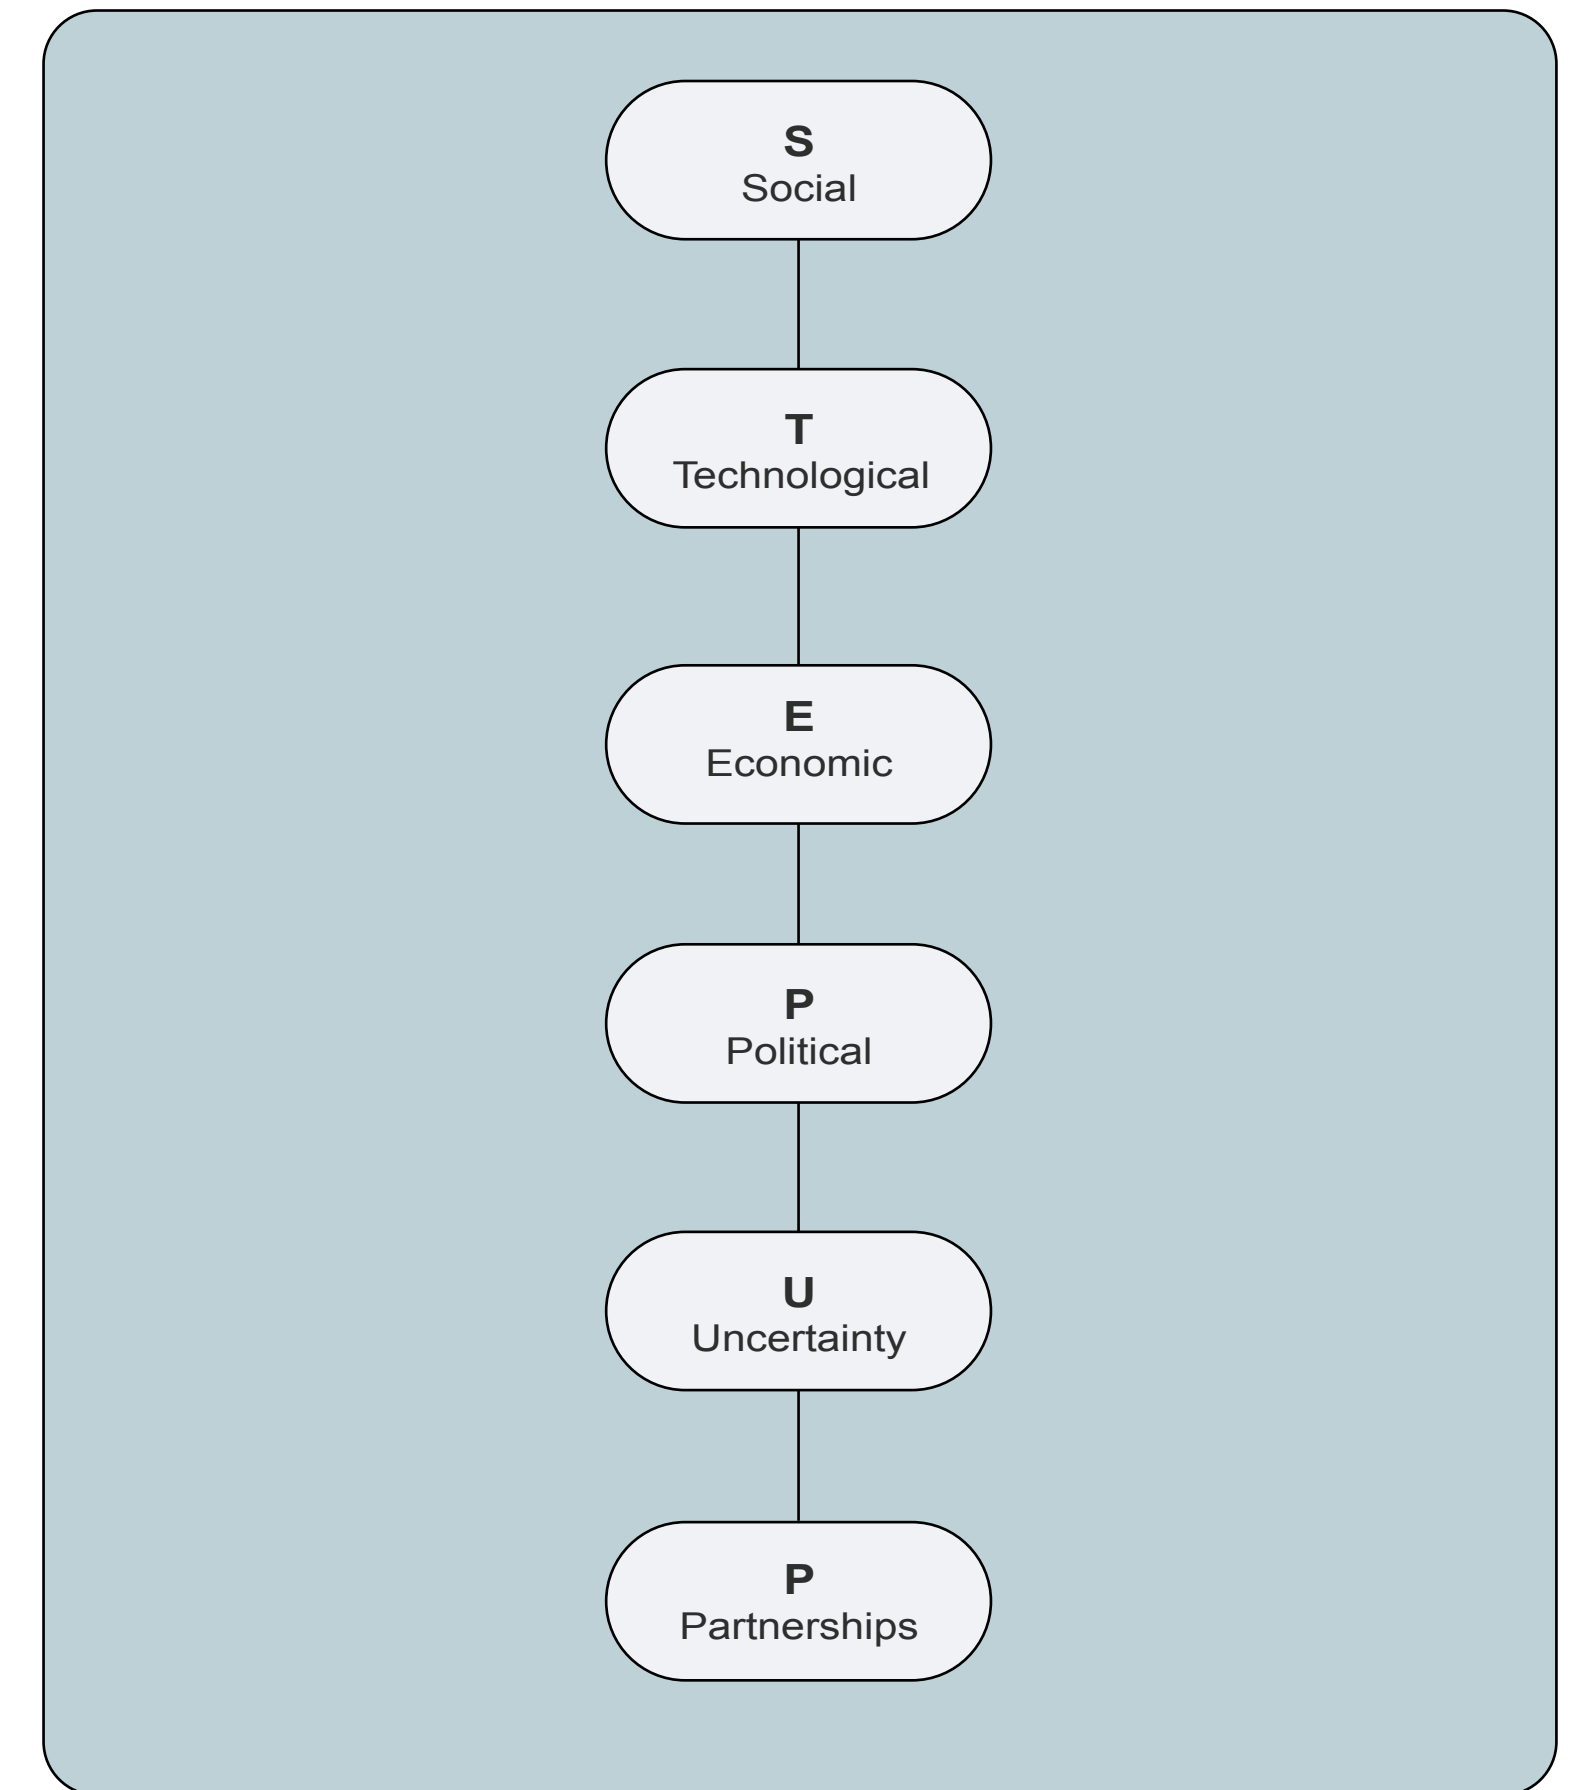 S
Social
T
Technological
E
Economic
P
Political
U
Uncertainty
P
Partnerships